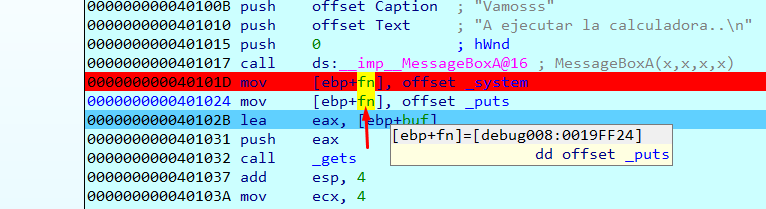 000000000040100B push offset Caption ; "Vamosss"
0000000000401010 push offset Text ; "A ejecutar la calculadora..\n"
0000000000401015 push 0 ; hWnd
0000000000401017 call ds:__imp__MessageBoxA@16 ; MessageBoxA(x,x,x,x)
000000000040101D mov [ebp+fn], offset _system
0000000000401024 mov [ebp+fn], offset _puts
000000000040102B lea eax, [ebp+buf]
0000000000401031 push eax
0000000000401032 call _gets
0000000000401037 add esp, 4
000000000040103A mov ecx, 4
[ebp+fn]=[debug008:0019FF24]
dd offset _puts